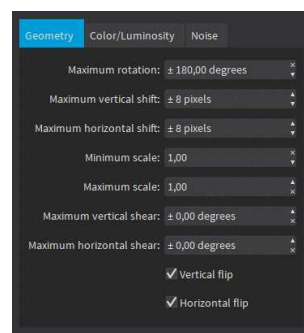 Geometry Color/Luminosity Noise
Maximum rotation: ± 180,00 degrees
Maximum vertical shift: ± 8 pixels
Maximum horizontal shift: ± 8 pixels
Minimum scale: 1,00
Maximum scale: 1,00
Maximum vertical shear: ± 0,00 degrees
Maximum horizontal shear: ± 0,00 degrees
Vertical flip
Horizontal flip